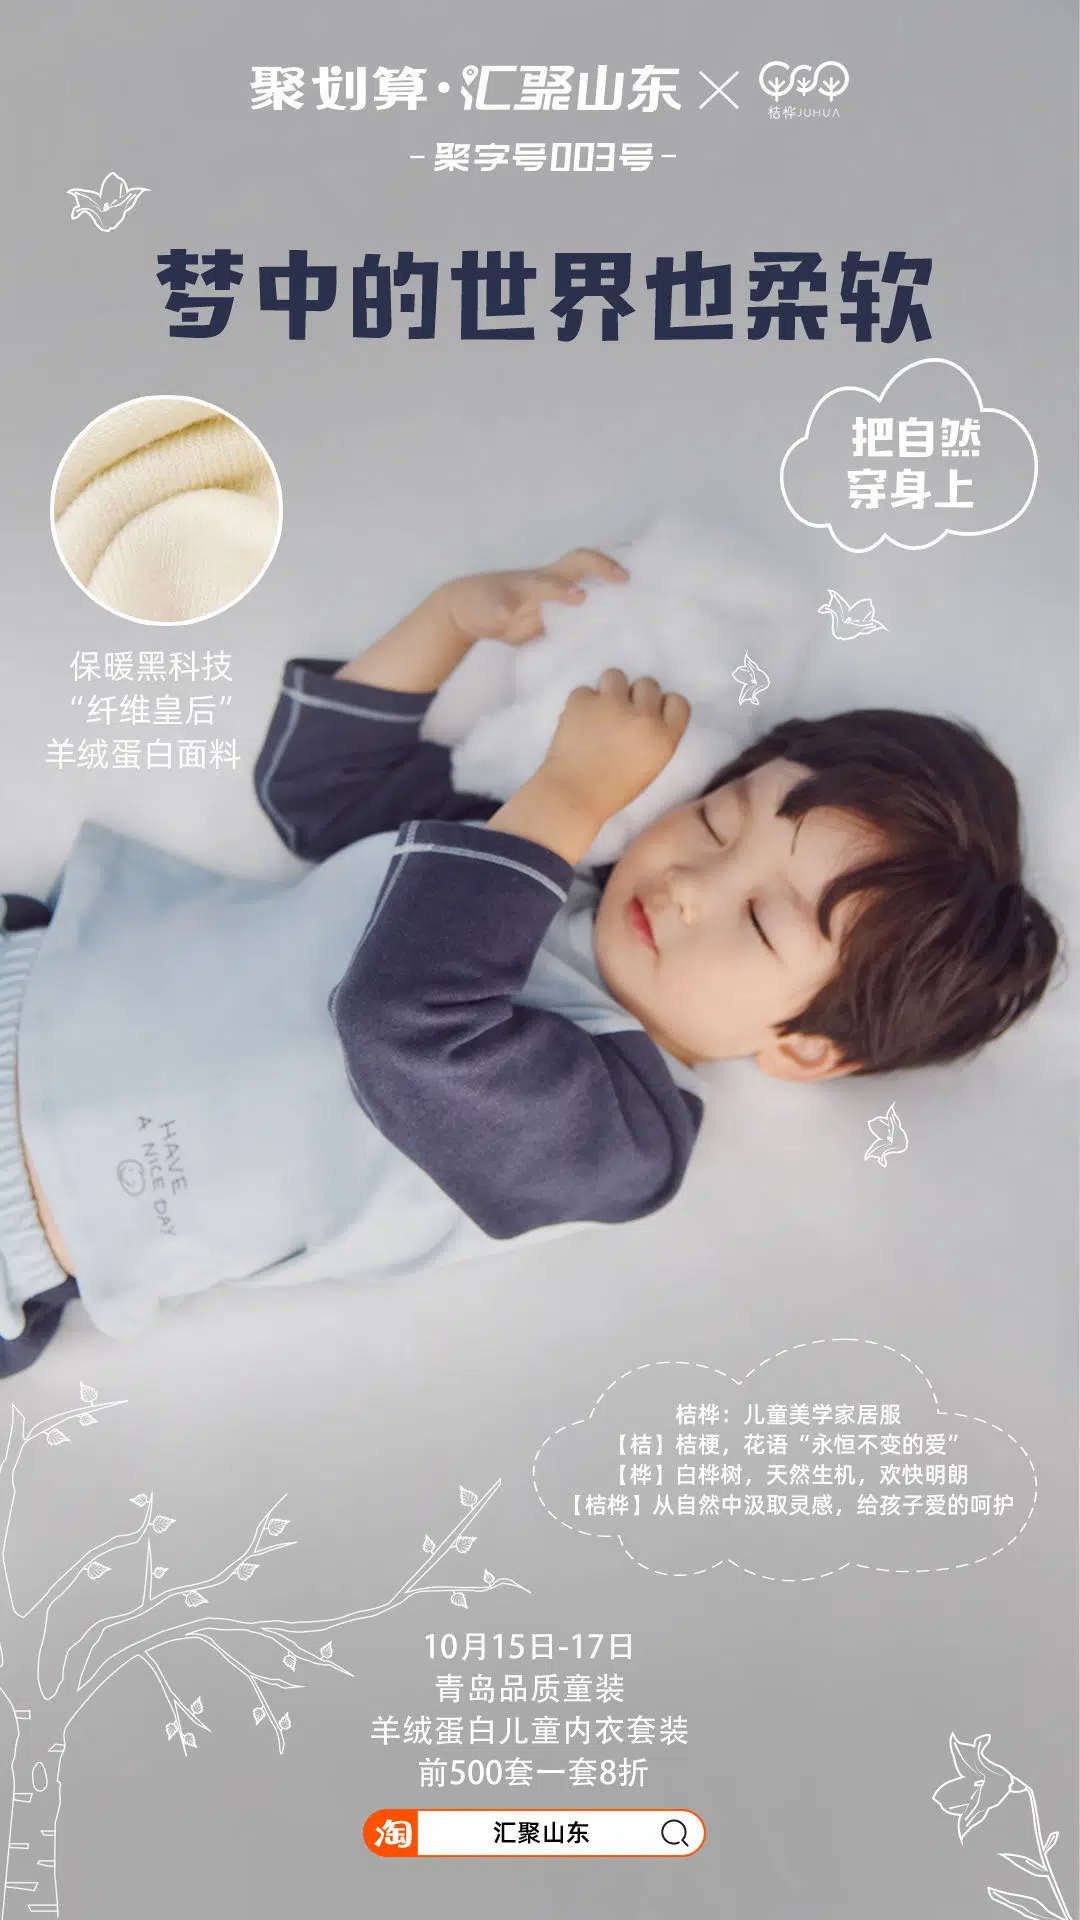 聚划算·汇聚山东
桔桦JUHUA
-聚字号003号-
梦中的世界也柔软
把自然
穿身上
保暖黑科技
“纤维皇后”
羊绒蛋白面料
HAVE
A NICE DAY
桔桦：儿童美学家居服
【桔】桔梗，花语“永恒不变的爱”
【桦】白桦树，天然生机，欢快明朗
【桔桦】从自然中汲取灵感，给孩子爱的呵护
10月15日-17日
青岛品质童装
羊绒蛋白儿童内衣套装
前500套一套8折
淘 汇聚山东